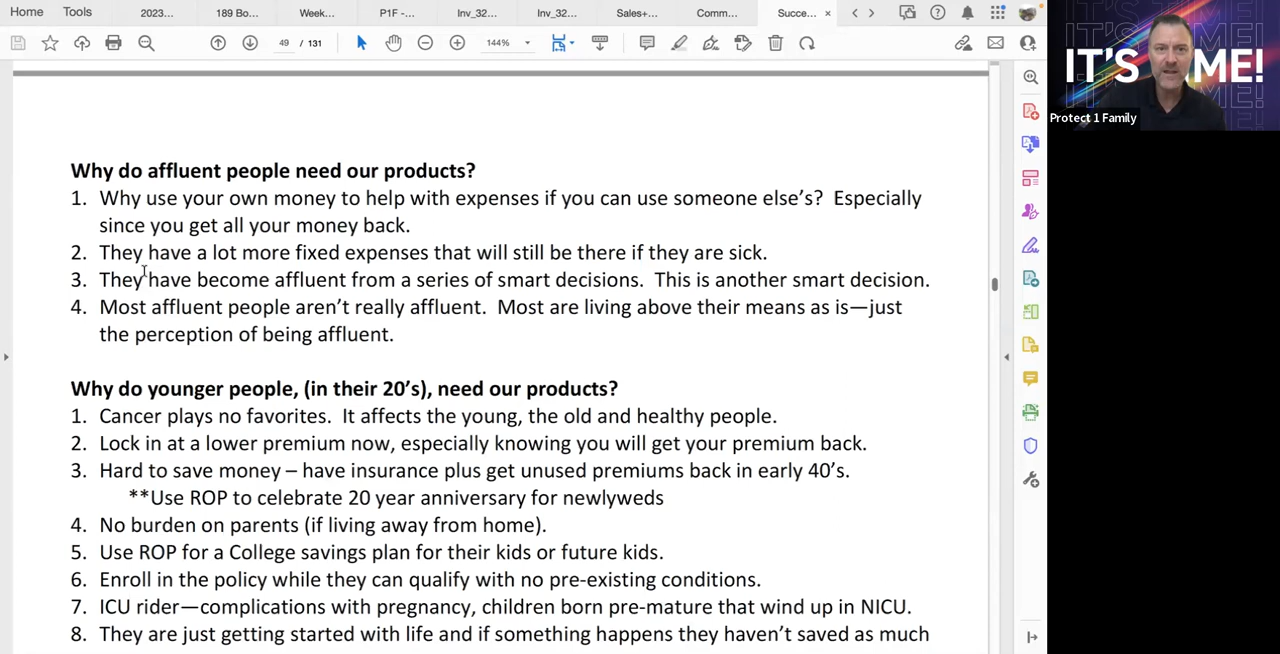 Home Tools 2023... 189 Bo... Week... P1F -... Inv_32... Inv_32... Sales+... Comm... Succe... ×
49 / 131 144%
Why do affluent people need our products?
1. Why use your own money to help with expenses if you can use someone else's? Especially
since you get all your money back.
2. They have a lot more fixed expenses that will still be there if they are sick.
3. They have become affluent from a series of smart decisions. This is another smart decision.
4. Most affluent people aren't really affluent. Most are living above their means as is—just
the perception of being affluent.
Why do younger people, (in their 20's), need our products?
1. Cancer plays no favorites. It affects the young, the old and healthy people.
2. Lock in at a lower premium now, especially knowing you will get your premium back.
3. Hard to save money – have insurance plus get unused premiums back in early 40's.
**Use ROP to celebrate 20 year anniversary for newlyweds
4. No burden on parents (if living away from home).
5. Use ROP for a College savings plan for their kids or future kids.
6. Enroll in the policy while they can qualify with no pre-existing conditions.
7. ICU rider—complications with pregnancy, children born pre-mature that wind up in NICU.
8. They are just getting started with life and if something happens they haven't saved as much
IT'S ME!
Protect 1 Family